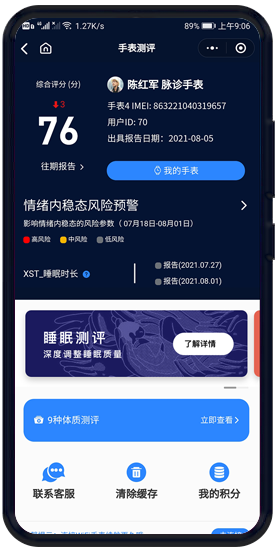 1.27K/s 89% 上午9:06
手表测评
综合评分 (分)
3
76
往期报告 >
陈红军 脉诊手表
手表4 IMEI: 863221040319657
用户ID: 70
出具报告日期：2021-08-05
我的手表
情绪内稳态风险预警
影响情绪内稳态的风险参数（ 07月18日-08月01日）
高风险 中风险 低风险
XST_睡眠时长 ?
报告(2021.07.27)
报告(2021.08.01)
睡眠测评
深度调整睡眠质量
了解详情
9种体质测评 立即查看 >
联系客服 清除缓存 我的积分